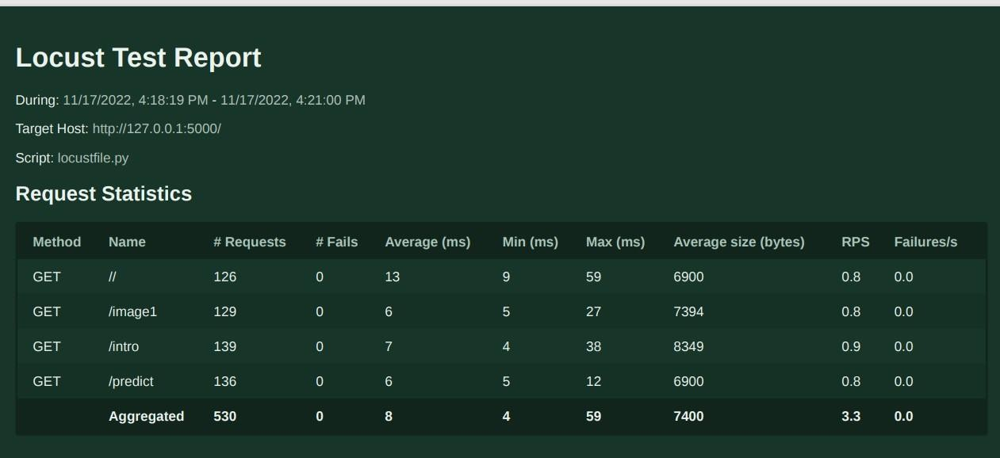 Locust Test Report
During: 11/17/2022, 4:18:19 PM - 11/17/2022, 4:21:00 PM
Target Host: http://127.0.0.1:5000/
Script: locustfile.py
Request Statistics
Method Name # Requests # Fails Average (ms) Min (ms) Max (ms) Average size (bytes) RPS Failures/s
GET // 126 0 13 9 59 6900 0.8 0.0
GET /image1 129 0 6 5 27 7394 0.8 0.0
GET /intro 139 0 7 4 38 8349 0.9 0.0
GET /predict 136 0 6 5 12 6900 0.8 0.0
Aggregated 530 0 8 4 59 7400 3.3 0.0